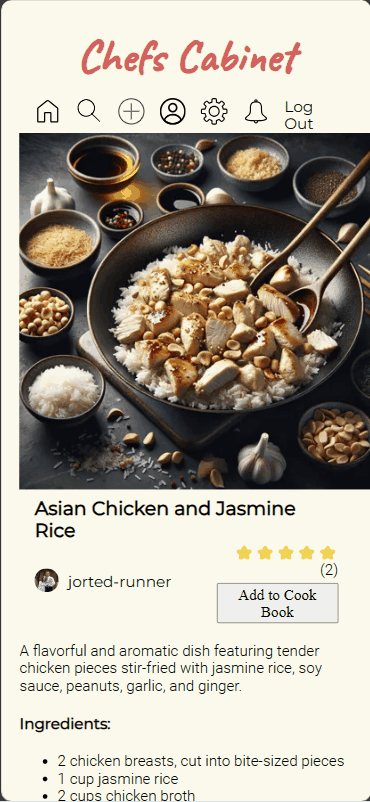 Chefs Cabinet
Log
Out
Asian Chicken and Jasmine
Rice
(2)
jorted-runner
Add to Cook
Book
A flavorful and aromatic dish featuring tender
chicken pieces stir-fried with jasmine rice, soy
sauce, peanuts, garlic, and ginger.
Ingredients:
• 2 chicken breasts, cut into bite-sized pieces
• 1 cup jasmine rice
• 2 cups chicken broth